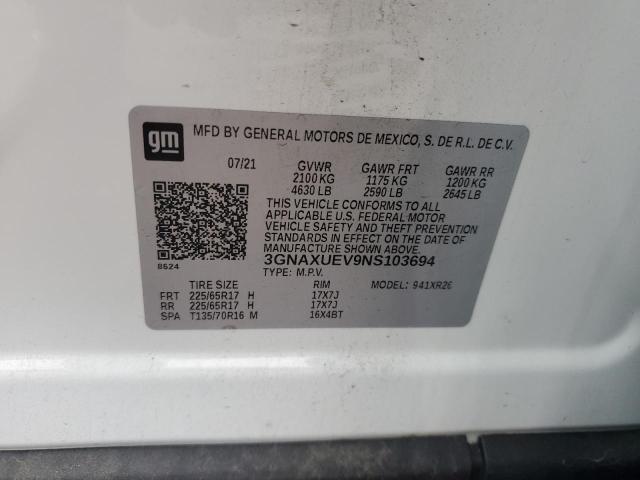 gm
MFD BY GENERAL MOTORS DE MEXICO, S. DE R.L. DE C.V.
07/21 GVWR GAWR FRT GAWR RR
2100 KG 1175 KG 1200 KG
4630 LB 2590 LB 2645 LB
THIS VEHICLE CONFORMS TO ALL
APPLICABLE U.S. FEDERAL MOTOR
VEHICLE SAFETY AND THEFT PREVENTION
STANDARDS IN EFFECT ON THE DATE OF
MANUFACTURE SHOWN ABOVE.
3GNAXUEV9NS103694
8624
TYPE: M.P.V.
TIRE SIZE RIM MODEL: 941XR26
FRT 225/65R17 H 17X7J
RR 225/65R17 H 17X7J
SPA T135/70R16 M 16X4BT